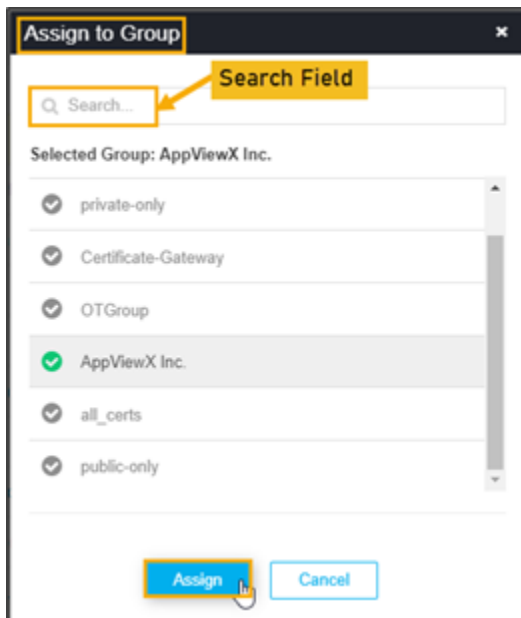 Assign to Group
Search Field
Search...
Selected Group: AppViewX Inc.
private-only
Certificate-Gateway
OTGroup
AppViewX Inc.
all_certs
public-only
Assign
Cancel